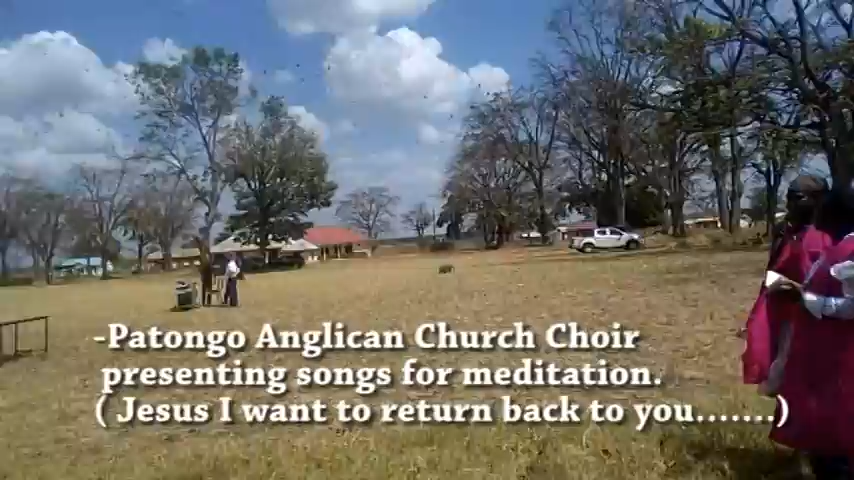 -Patongo Anglican Church Choir
presenting songs for meditation.
( Jesus I want to return back to you.......)